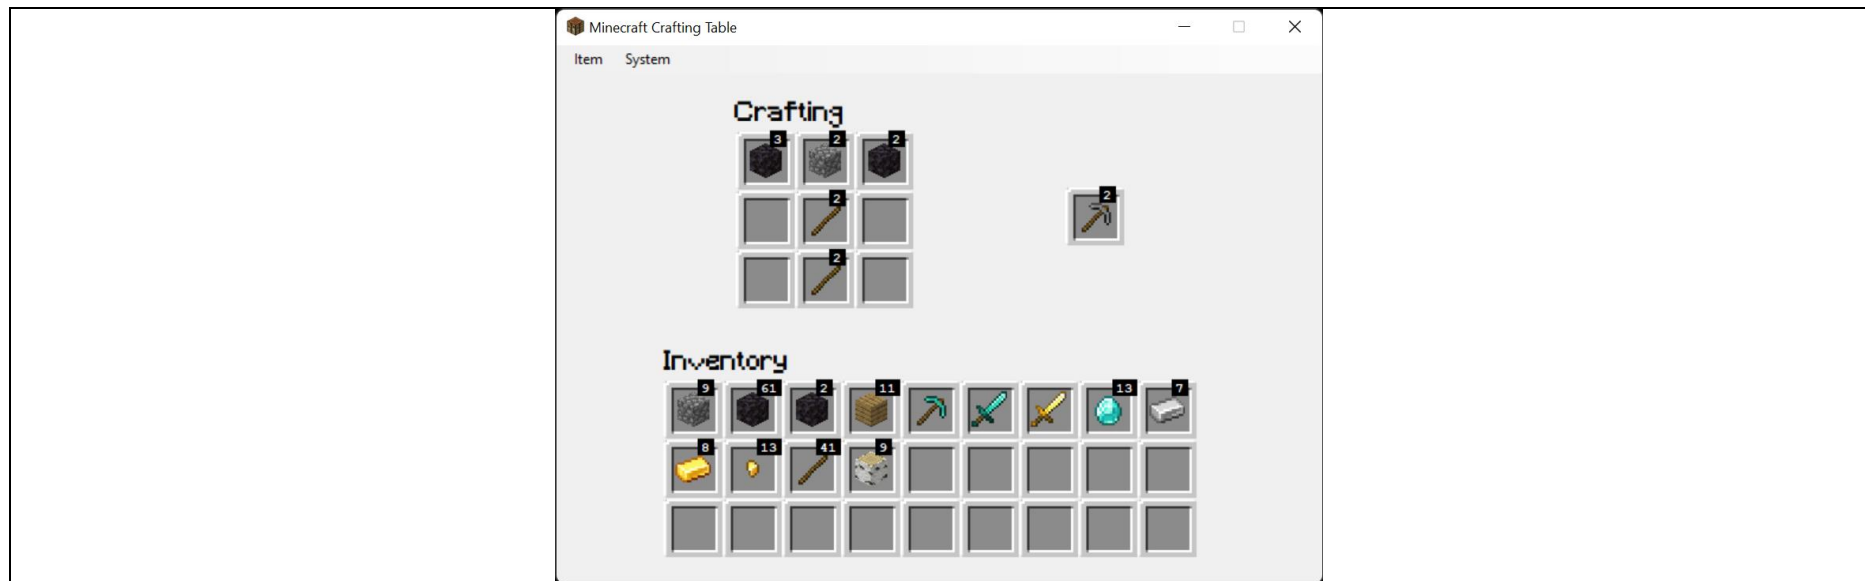 Minecraft Crafting Table
Item System
Crafting
3 2 2
2
2
2
Inventory
9 61 2 11 13 7
8 13 41 9